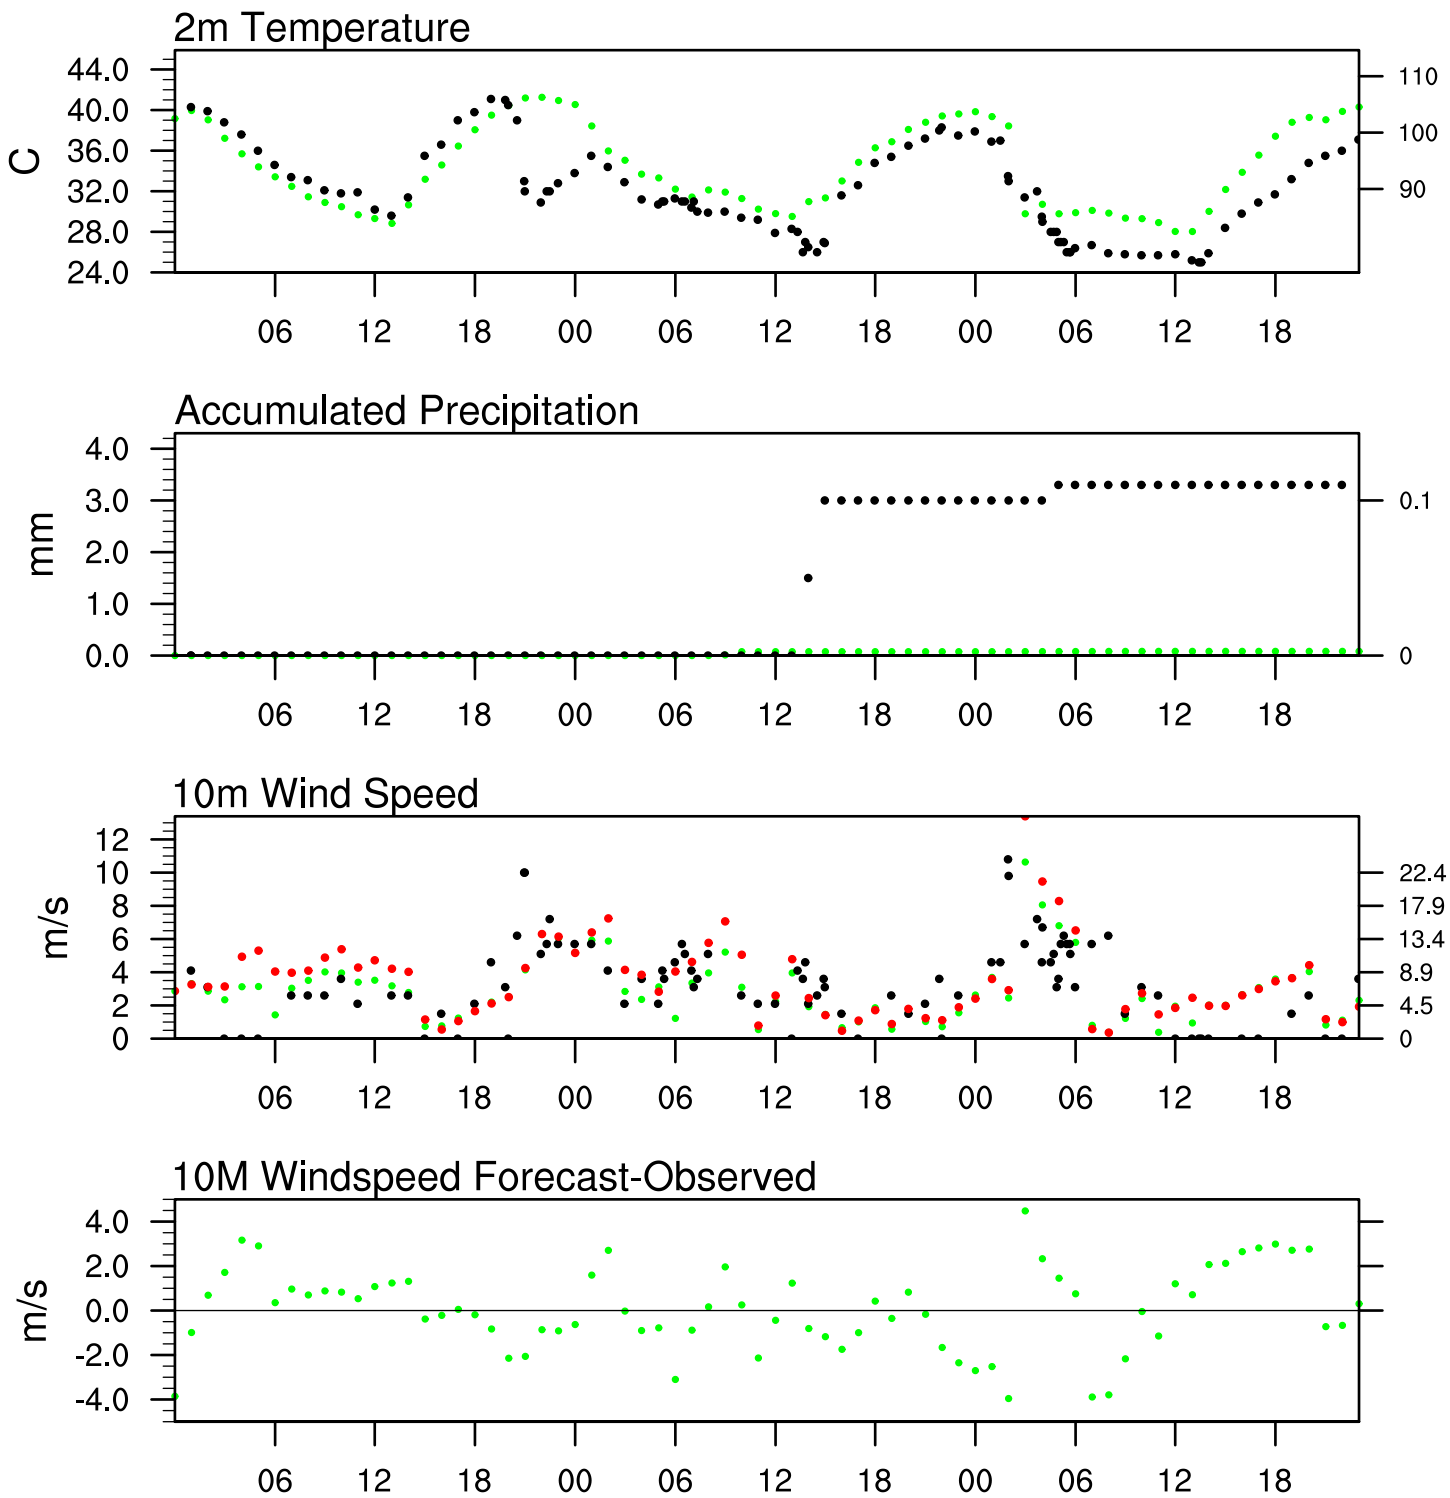 2m Temperature
44.0
40.0
36.0
32.0
28.0
24.0
C
110
100
90
06 12 18 00 06 12 18 00 06 12 18
Accumulated Precipitation
4.0
3.0
2.0
1.0
0.0
mm
0.1
0
06 12 18 00 06 12 18 00 06 12 18
10m Wind Speed
12
10
8
6
4
2
0
m/s
22.4
17.9
13.4
8.9
4.5
0
06 12 18 00 06 12 18 00 06 12 18
10M Windspeed Forecast-Observed
4.0
2.0
0.0
-2.0
-4.0
m/s
06 12 18 00 06 12 18 00 06 12 18